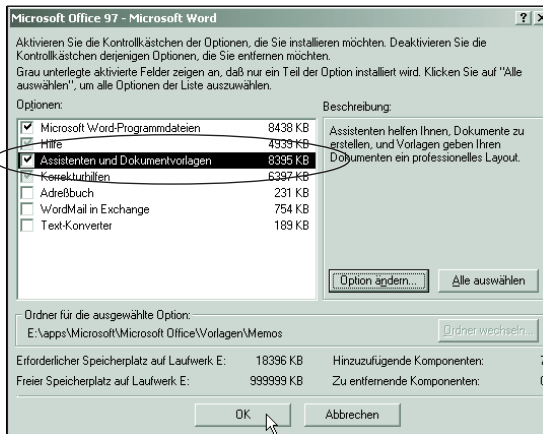 Microsoft Office 97 - Microsoft Word
Aktivieren Sie die Kontrollkästchen der Optionen, die Sie installieren möchten. Deaktivieren Sie die
Kontrollkästchen derjenigen Optionen, die Sie entfernen möchten.
Grau unterlegte aktivierte Felder zeigen an, daß nur ein Teil der Option installiert wird. Klicken Sie auf "Alle
auswählen", um alle Optionen der Liste auszuwählen.
Optionen:
Microsoft Word-Programmdateien 8438 KB
Hilfe 4939 KB
Assistenten und Dokumentvorlagen 8395 KB
Korrekturhilfen 6397 KB
Adreßbuch 231 KB
WordMail in Exchange 754 KB
Text-Konverter 189 KB
Beschreibung:
Assistenten helfen Ihnen, Dokumente zu
erstellen, und Vorlagen geben Ihren
Dokumenten ein professionelles Layout.
Option ändern... Alle auswählen
Ordner für die ausgewählte Option:
E:\apps\Microsoft\Microsoft Office\Vorlagen\Memos
Ordner wechseln...
Erforderlicher Speicherplatz auf Laufwerk E: 18396 KB Hinzuzufügende Komponenten:
Freier Speicherplatz auf Laufwerk E: 999999 KB Zu entfernende Komponenten:
OK Abbrechen